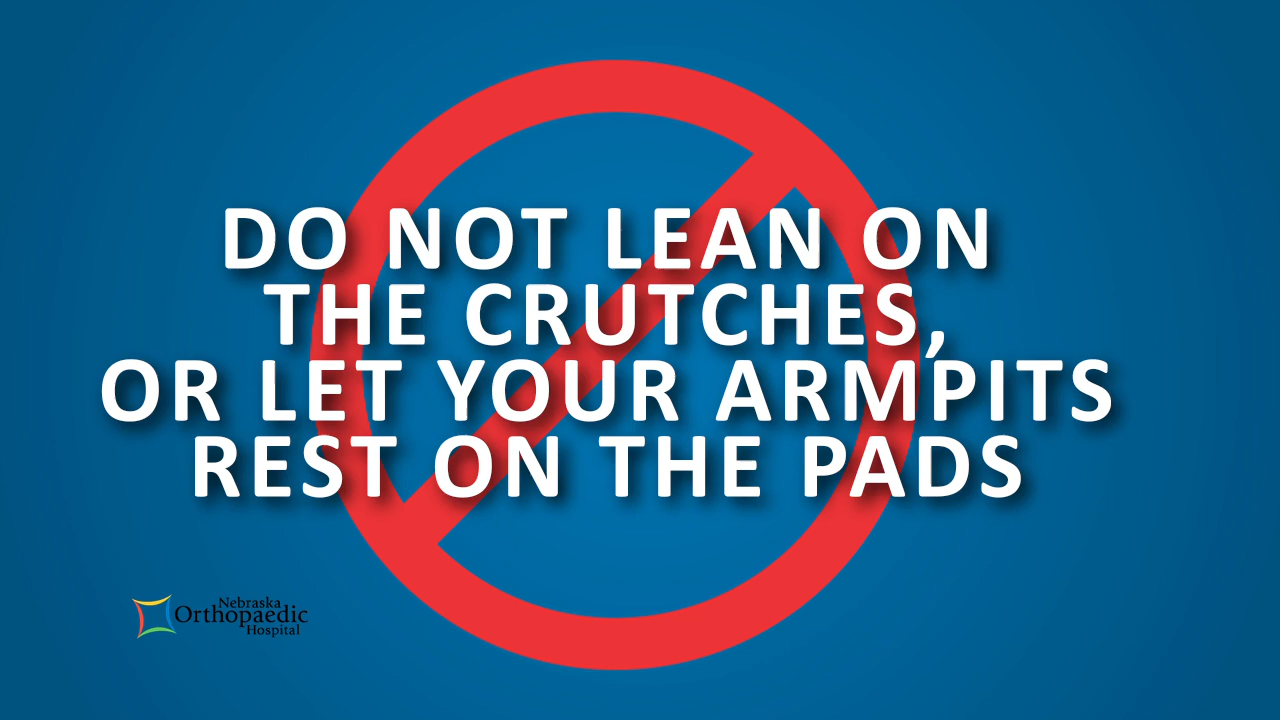 DO NOT LEAN ON
THE CRUTCHES,
OR LET YOUR ARMPITS
REST ON THE PADS
Nebraska
Orthopaedic
Hospital